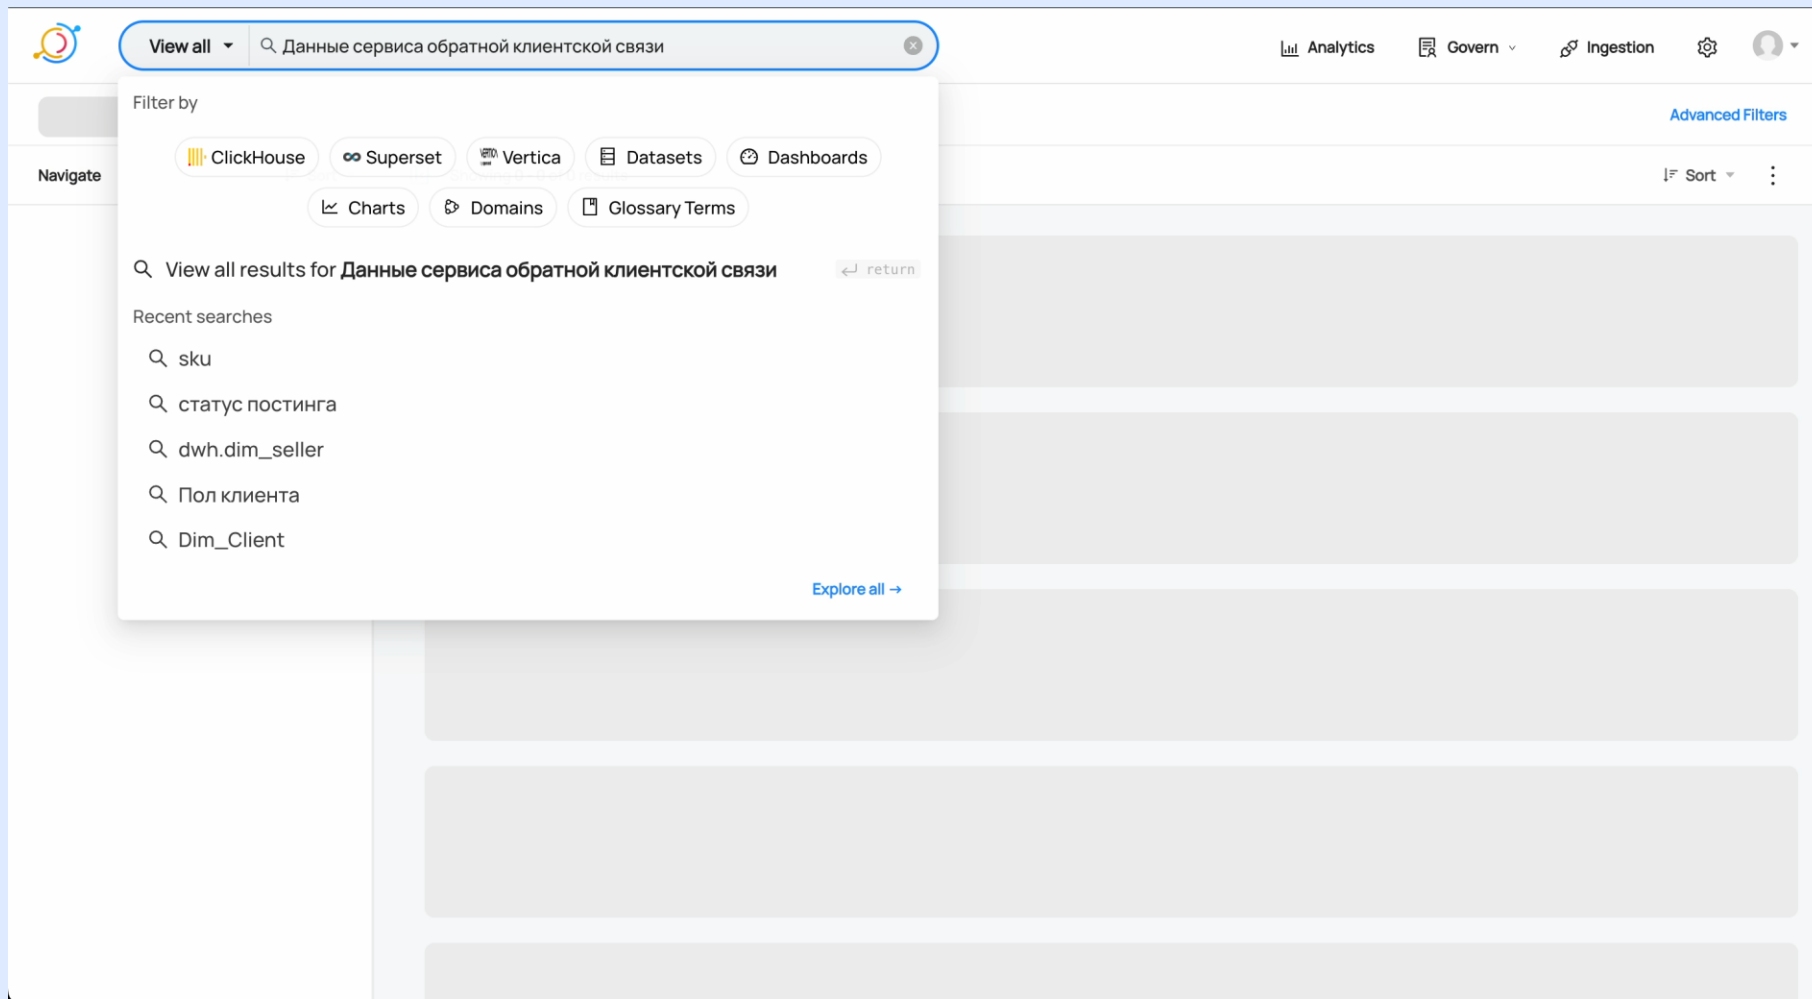 View all Данные сервиса обратной клиентской связи
Analytics Govern Ingestion
Filter by
Advanced Filters
ClickHouse Superset Vertica Datasets Dashboards
Navigate
Sort
Charts Domains Glossary Terms
View all results for Данные сервиса обратной клиентской связи return
Recent searches
sku
статус постинга
dwh.dim_seller
Пол клиента
Dim_Client
Explore all →